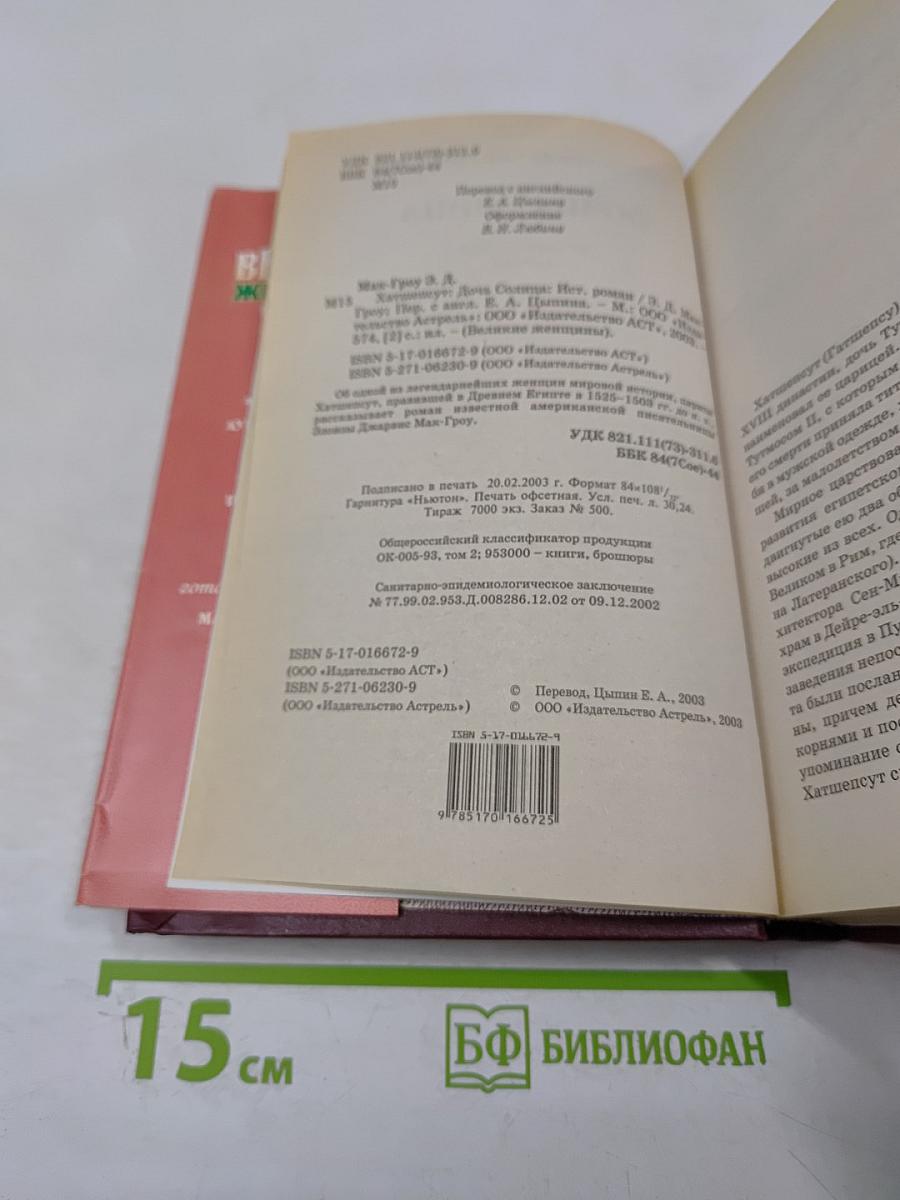 УДК 821.111(73)-311.6
ББК 84(7Сое)-44
М15
Перевод с английского
Е. А. Цыпина
Оформление
Мак-Гроу Э. Д.
М15 Хатшепсут: Дочь Солнца: Ист. роман / Э. Д. Мак-
Гроу; Пер. с англ. Е. А. Цыпина. – М.: ООО «Изда-
тельство Астрель»: ООО «Издательство АСТ», 2003. –
574, [2] с.: ил. – (Великие женщины).
ISBN 5-17-016672-9 (ООО «Издательство АСТ»)
ISBN 5-271-06230-9 (ООО «Издательство Астрель»)
Об одной из легендарнейших женщин мировой истории, царице
Хатшепсут, правившей в Древнем Египте в 1525–1503 гг. до н. э.,
рассказывает роман известной американской писательницы
Элоизы Джарвис Мак-Гроу.
УДК 821.111(73)-311.6
ББК 84(7Сое)-44
Подписано в печать 20.02.2003 г. Формат 84×108¹/₃₂.
Гарнитура «Ньютон». Печать офсетная. Усл. печ. л. 30,24.
Тираж 7000 экз. Заказ № 500.
Общероссийский классификатор продукции
ОК-005-93, том 2; 953000 – книги, брошюры
Санитарно-эпидемиологическое заключение
№ 77.99.02.953.Д.008286.12.02 от 09.12.2002
ISBN 5-17-016672-9
(ООО «Издательство АСТ»)
ISBN 5-271-06230-9
(ООО «Издательство Астрель»)
© Перевод, Цыпин Е. А., 2003
© ООО «Издательство Астрель», 2003
ISBN 5-17-016672-9
9 785170 166725
Хатшепсут (Гатшепсу)
XVIII династии, дочь Ту
наименовал ее царицей.
Тутмосом II, с которым
его смерти приняла тит
бя в мужской одежде,
шей, за малолетством
Мирное царствова
развития египетског
двигнутые ею два об
высокие из всех. Од
Великом в Рим, где
на Латеранского).
хитектора Сен-М
храм в Дейр-эль
экспедиция в Пу
заведения непос
та были послан
ны, причем де
корнями и пос
упоминание о
Хатшепсут с
15 см
БФ БИБЛИОФАН